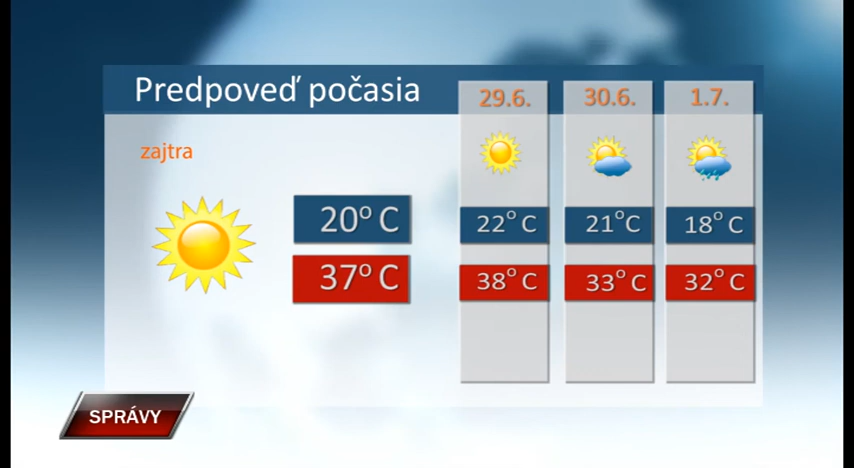 Predpoveď počasia
zajtra
20° C
37° C
29.6.
30.6.
1.7.
22° C
21°C
18° C
38° C
33° C
32° C
SPRÁVY